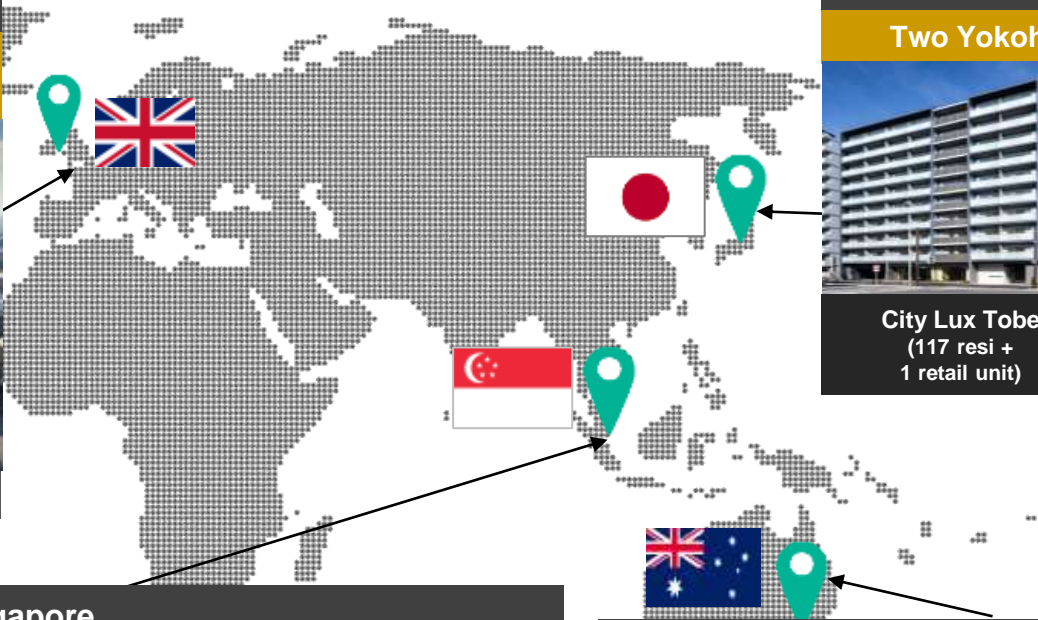 Two Yokoh
City Lux Tobe
(117 resi +
1 retail unit)
gapore